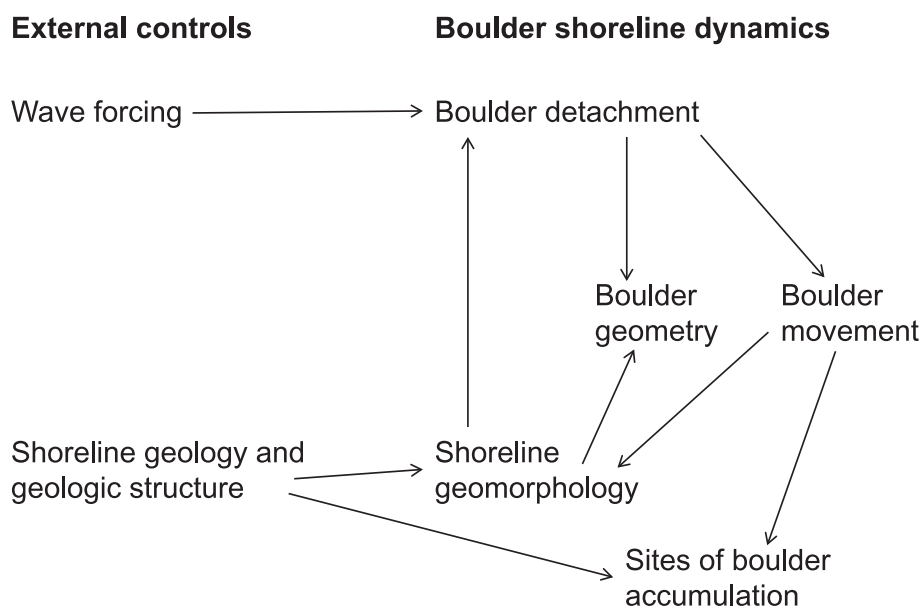 External controls
Boulder shoreline dynamics
Wave forcing
Boulder detachment
Boulder
geometry
Boulder
movement
Shoreline geology and
geologic structure
Shoreline
geomorphology
Sites of boulder
accumulation